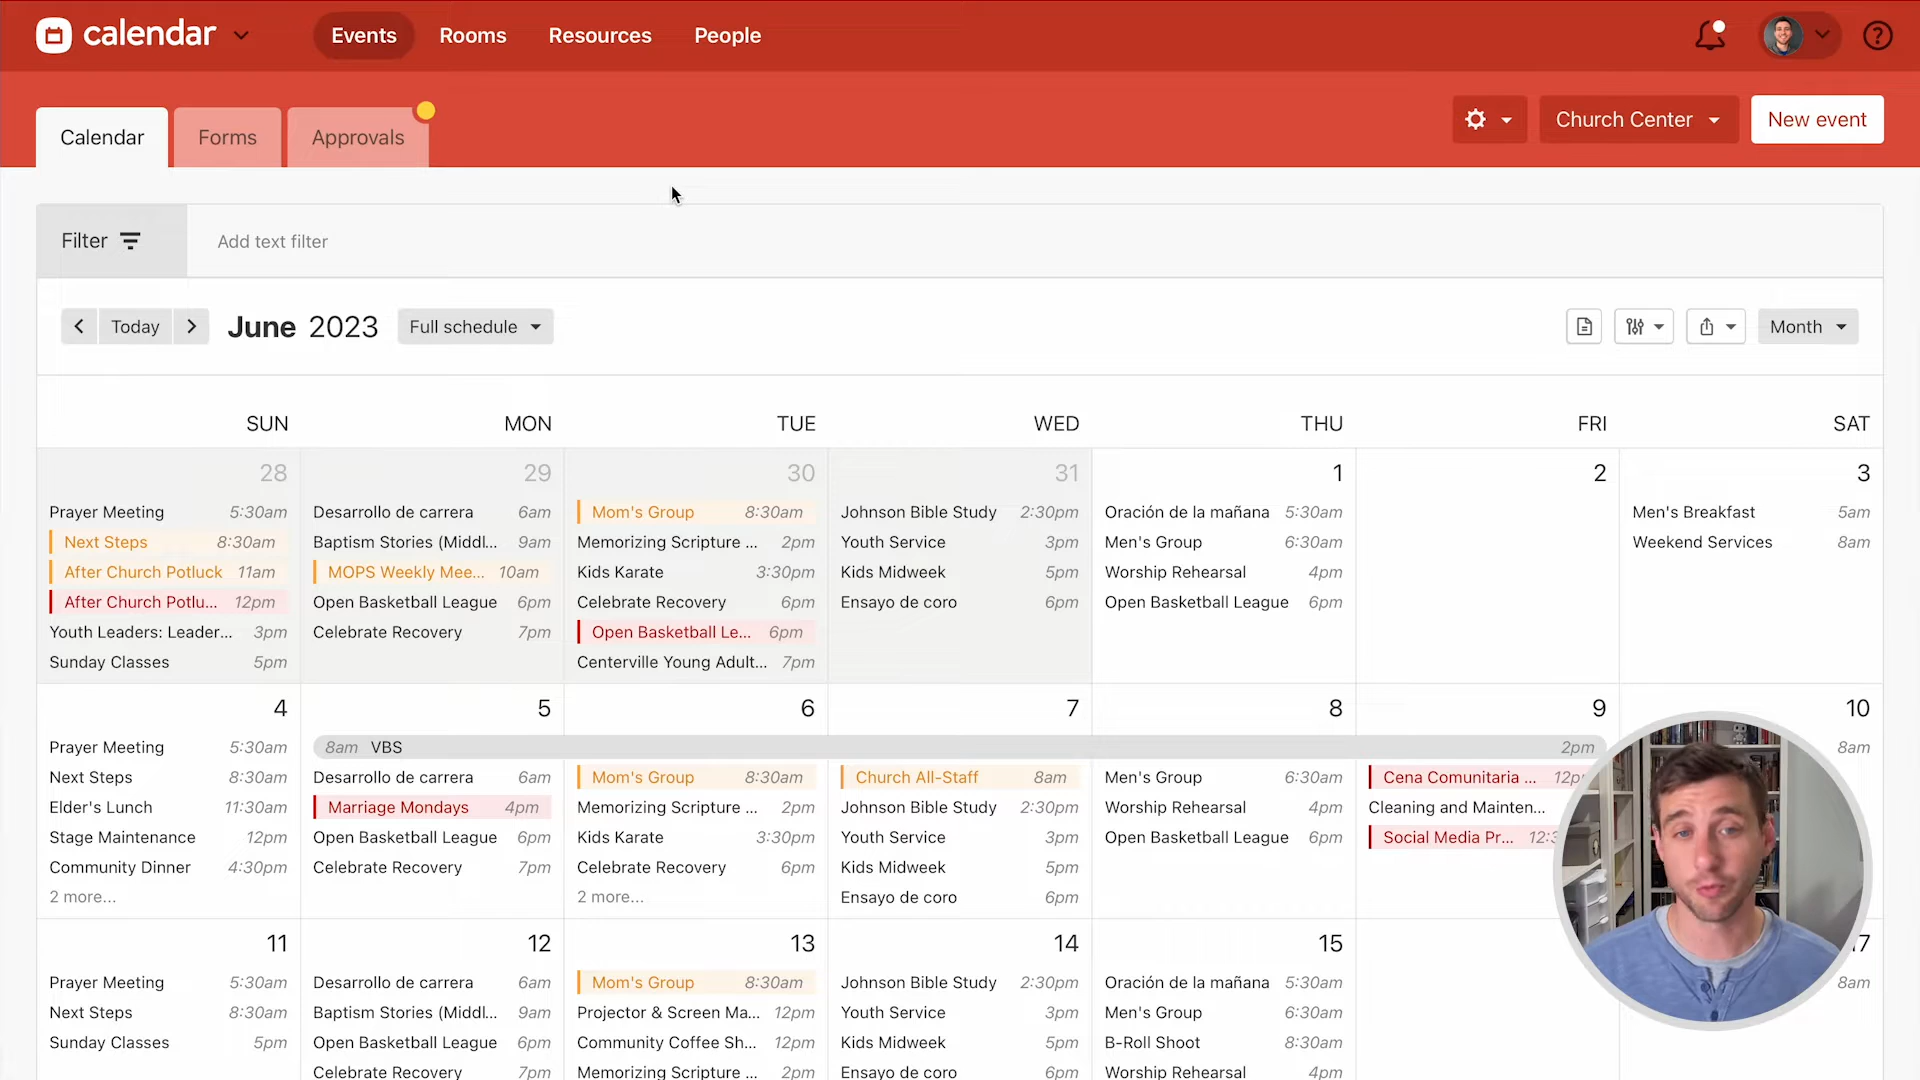 calendar
Events Rooms Resources People
Calendar Forms Approvals
Church Center New event
Filter Add text filter
Today June 2023 Full schedule Month
SUN MON TUE WED THU FRI SAT
28 29 30 31 1 2 3
Prayer Meeting 5:30am Desarrollo de carrera 6am Mom's Group 8:30am Johnson Bible Study 2:30pm Oración de la mañana 5:30am Men's Breakfast 5am
Next Steps 8:30am Baptism Stories (Middl... 9am Memorizing Scripture ... 2pm Youth Service 3pm Men's Group 6:30am Weekend Services 8am
After Church Potluck 11am MOPS Weekly Mee... 10am Kids Karate 3:30pm Kids Midweek 5pm Worship Rehearsal 4pm
After Church Potlu... 12pm Open Basketball League 6pm Celebrate Recovery 6pm Ensayo de coro 6pm Open Basketball League 6pm
Youth Leaders: Leader... 3pm Celebrate Recovery 7pm Open Basketball Le... 6pm
Sunday Classes 5pm Centerville Young Adult... 7pm
4 5 6 7 8 9 10
Prayer Meeting 5:30am 8am VBS 2pm 8am
Next Steps 8:30am Desarrollo de carrera 6am Mom's Group 8:30am Church All-Staff 8am Men's Group 6:30am Cena Comunitaria ...
Elder's Lunch 11:30am Marriage Mondays 4pm Memorizing Scripture ... 2pm Johnson Bible Study 2:30pm Worship Rehearsal 4pm Cleaning and Mainten...
Stage Maintenance 12pm Open Basketball League 6pm Kids Karate 3:30pm Youth Service 3pm Open Basketball League 6pm Social Media Pr...
Community Dinner 4:30pm Celebrate Recovery 7pm Celebrate Recovery 6pm Kids Midweek 5pm
2 more... 2 more... Ensayo de coro 6pm
11 12 13 14 15
Prayer Meeting 5:30am Desarrollo de carrera 6am Mom's Group 8:30am Johnson Bible Study 2:30pm Oración de la mañana 5:30am 8am
Next Steps 8:30am Baptism Stories (Middl... 9am Projector & Screen Ma... 12pm Youth Service 3pm Men's Group 6:30am
Sunday Classes 5pm Open Basketball League 6pm Community Coffee Sh... 12pm Kids Midweek 5pm B-Roll Shoot 8:30am
Celebrate Recovery 7pm Memorizing Scripture ... 2pm Ensayo de coro 6pm Worship Rehearsal 4pm